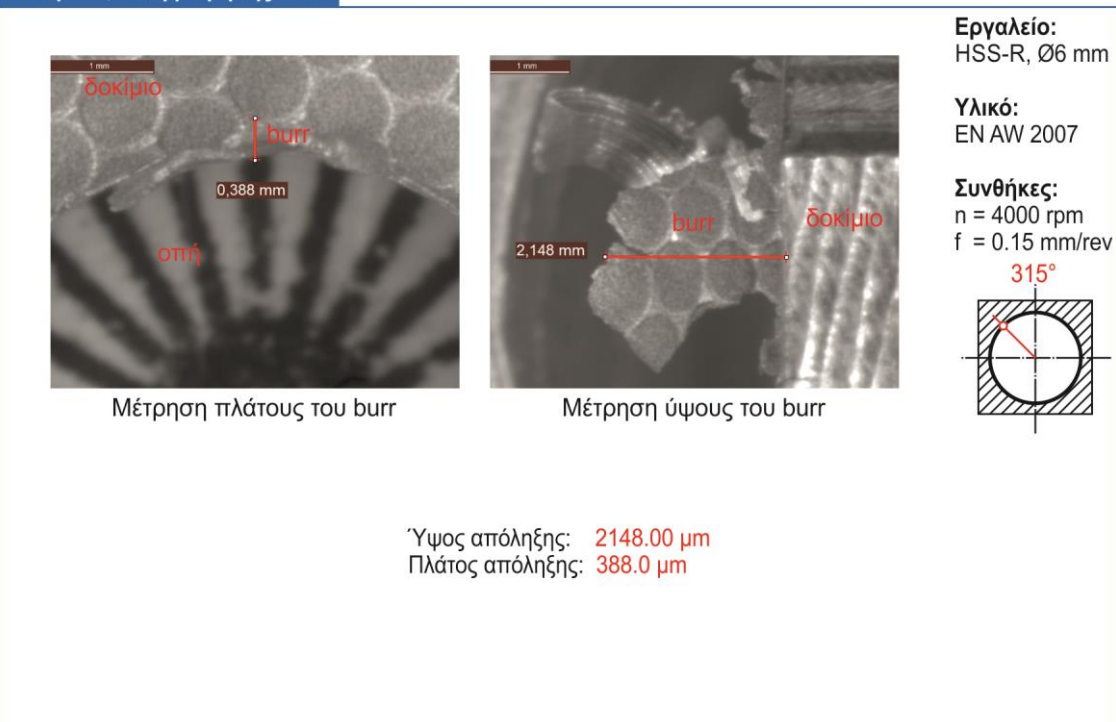 Εργαλείο:
HSS-R, Ø6 mm
Υλικό:
EN AW 2007
Συνθήκες:
n = 4000 rpm
f = 0.15 mm/rev
315°
1 mm
δοκίμιο
burr
0,388 mm
οπή
Μέτρηση πλάτους του burr
1 mm
burr
δοκίμιο
2,148 mm
Μέτρηση ύψους του burr
Ύψος απόληξης: 2148.00 μm
Πλάτος απόληξης: 388.0 μm